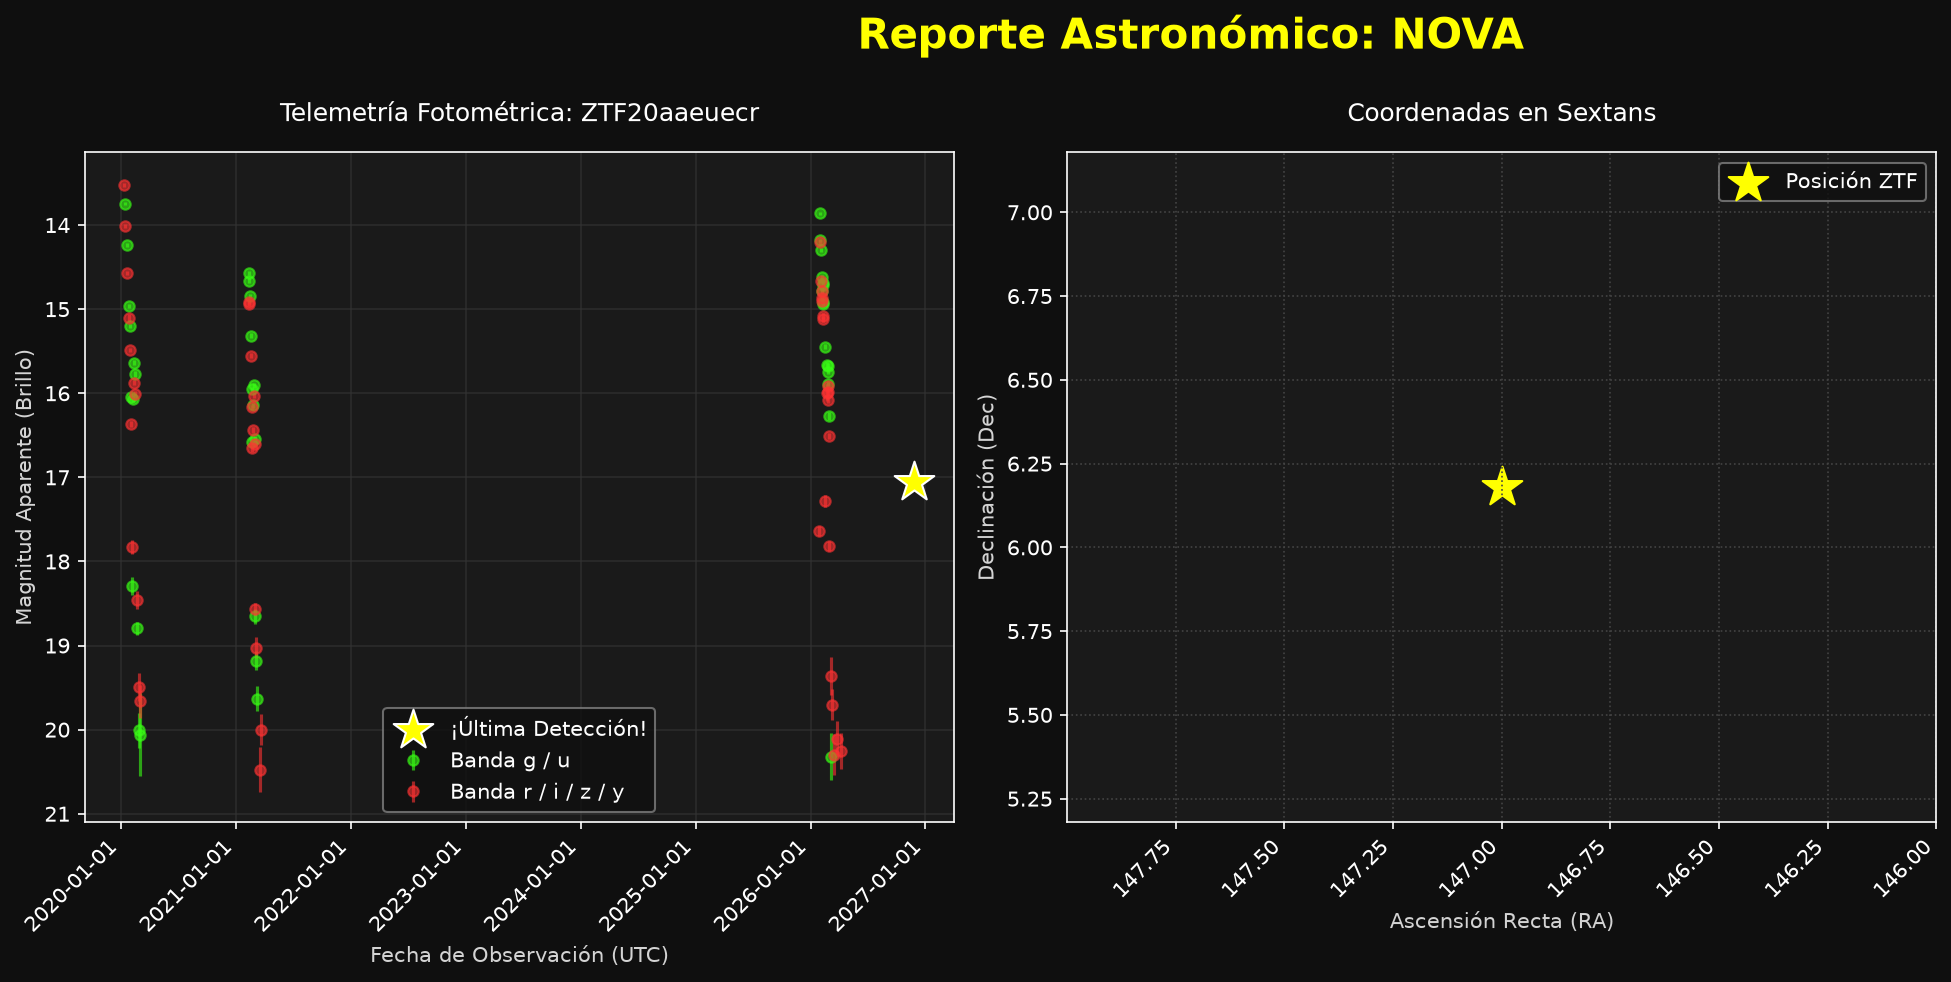 Reporte Astronómico: NOVA
Telemetría Fotométrica: ZTF20aaeuecr
Magnitud Aparente (Brillo)
14
15
16
17
18
19
20
21
¡Última Detección!
Banda g / u
Banda r / i / z / y
2020-01-01
2021-01-01
2022-01-01
2023-01-01
2024-01-01
2025-01-01
2026-01-01
2027-01-01
Fecha de Observación (UTC)
Coordenadas en Sextans
Posición ZTF
Declinación (Dec)
7.00
6.75
6.50
6.25
6.00
5.75
5.50
5.25
147.75
147.50
147.25
147.00
146.75
146.50
146.25
146.00
Ascensión Recta (RA)